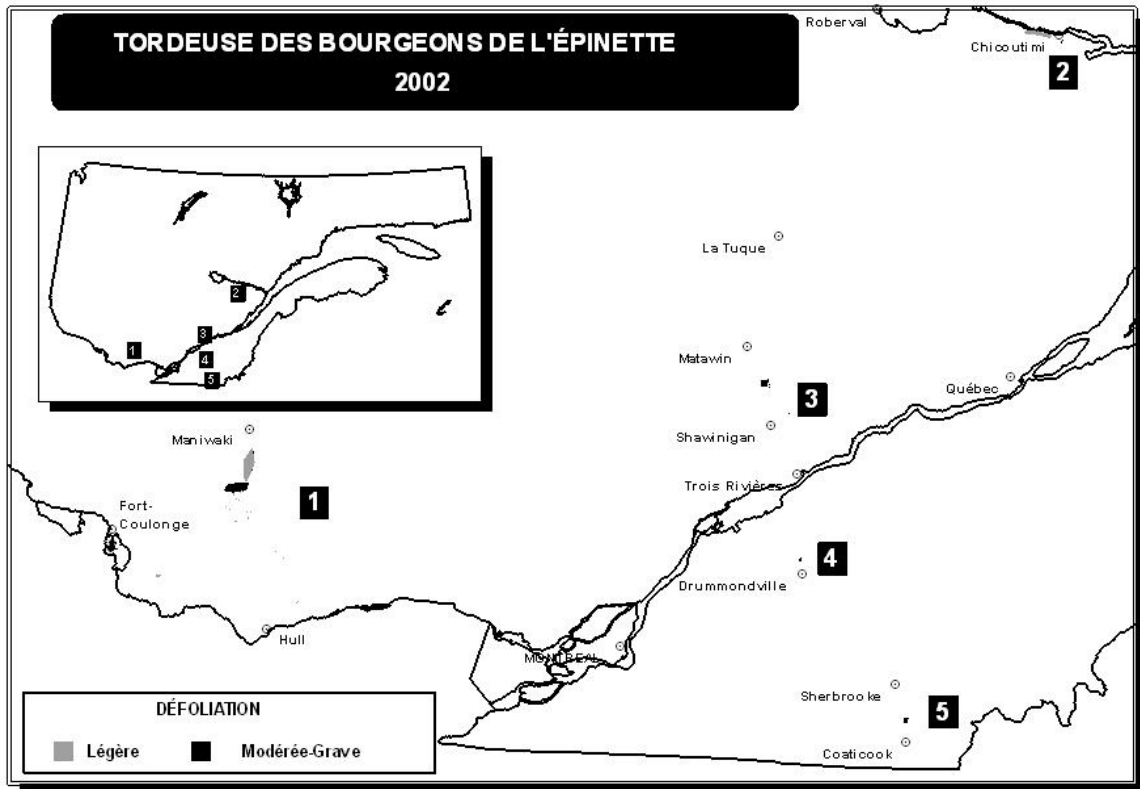 TORDEUSE DES BOURGEONS DE L'ÉPINETTE
2002
Roberval
Chicoutimi
2
La Tuque
2
3
1
4
5
Matawin
3
Québec
Shawinigan
Maniwaki
Trois Rivières
1
Fort-
Coulonge
4
Drummondville
Hull
MONTREAL
Sherbrooke
5
Coaticook
DÉFOLIATION
Légère
Modérée-Grave